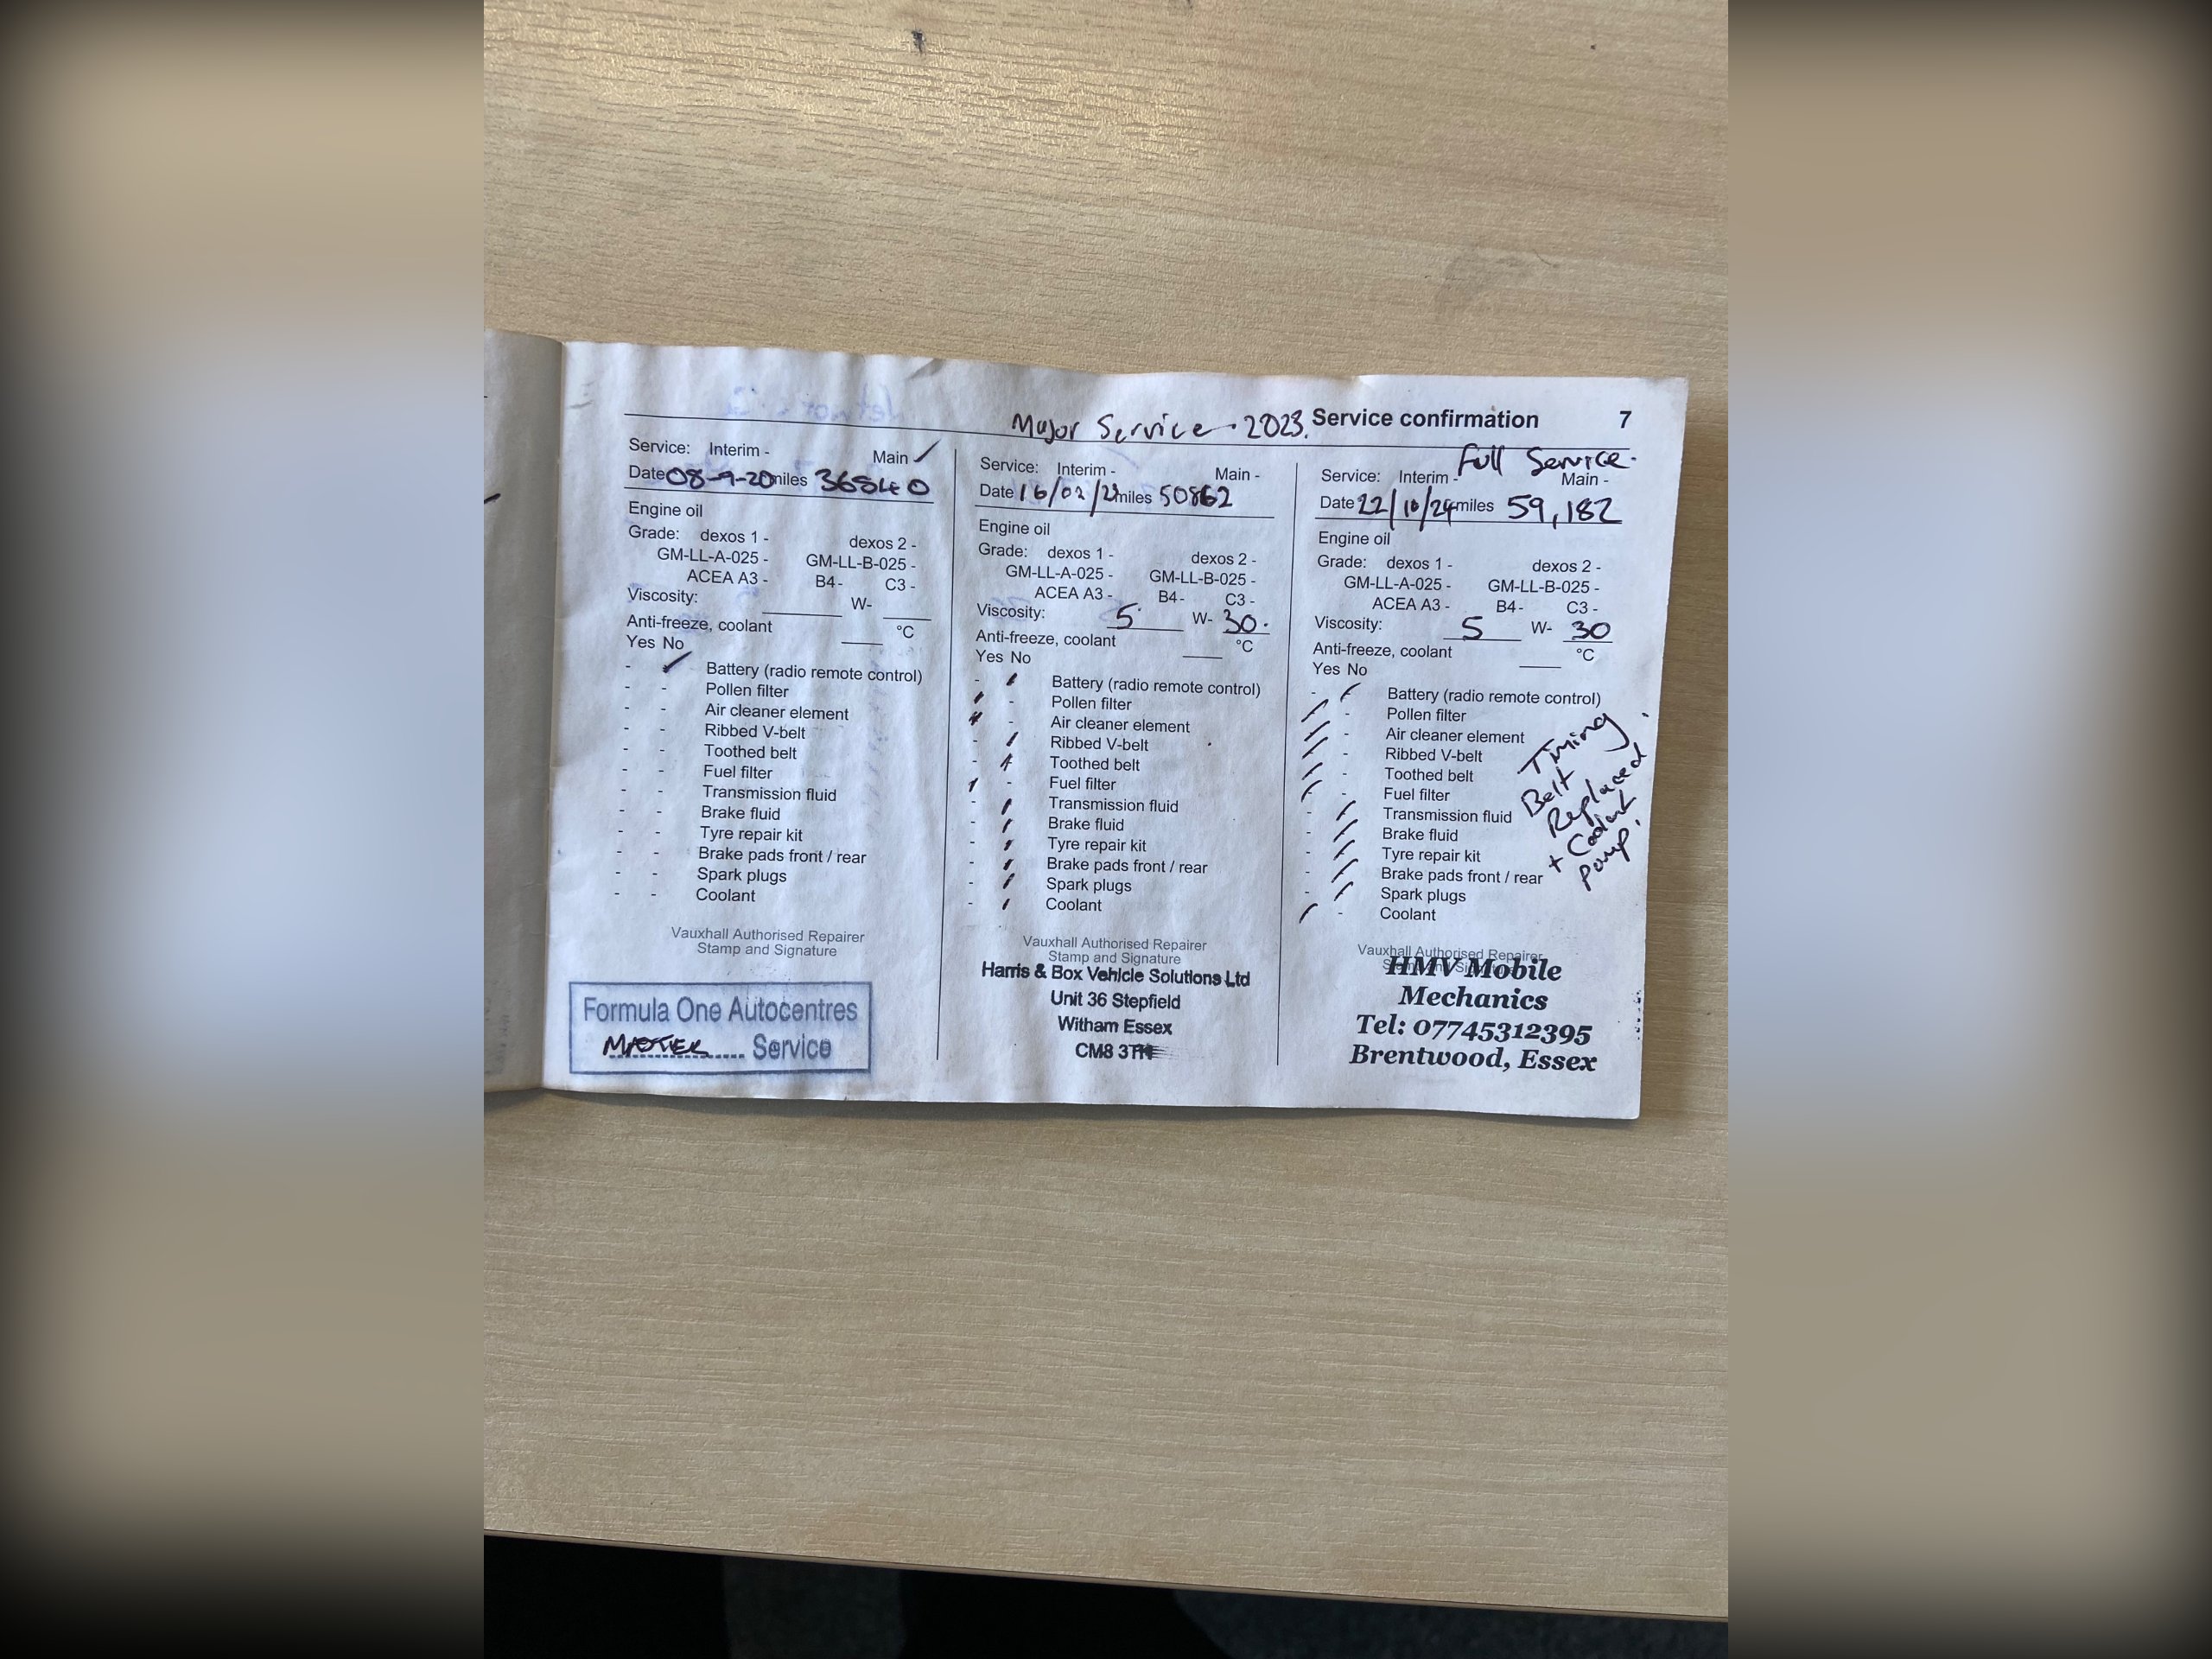 Major Service - 2023. Service confirmation 7
Service: Interim - Main ✓
Date 08-9-20 miles 36540
Engine oil
Grade: dexos 1 - dexos 2 -
GM-LL-A-025 - GM-LL-B-025 -
ACEA A3 - B4 - C3 -
Viscosity: W-
Anti-freeze, coolant °C
Yes No
- ✓ Battery (radio remote control)
- - Pollen filter
- - Air cleaner element
- - Ribbed V-belt
- - Toothed belt
- - Fuel filter
- - Transmission fluid
- - Brake fluid
- - Tyre repair kit
- - Brake pads front / rear
- - Spark plugs
- - Coolant
Vauxhall Authorised Repairer
Stamp and Signature
Formula One Autocentres
MASTER Service
Service: Interim - Main -
Date 16/02/23 miles 50862
Engine oil
Grade: dexos 1 - dexos 2 -
GM-LL-A-025 - GM-LL-B-025 -
ACEA A3 - B4 - C3 -
Viscosity: 5 W- 30.
Anti-freeze, coolant °C
Yes No
- / Battery (radio remote control)
/ - Pollen filter
/ - Air cleaner element
- / Ribbed V-belt
- / Toothed belt
/ - Fuel filter
- / Transmission fluid
- / Brake fluid
- / Tyre repair kit
- / Brake pads front / rear
- / Spark plugs
- / Coolant
Vauxhall Authorised Repairer
Stamp and Signature
Harris & Box Vehicle Solutions Ltd
Unit 36 Stepfield
Witham Essex
CM8
Full Service.
Service: Interim - Main -
Date 22/10/24 miles 59,182
Engine oil
Grade: dexos 1 - dexos 2 -
GM-LL-A-025 - GM-LL-B-025 -
ACEA A3 - B4 - C3 -
Viscosity: 5 W- 30
Anti-freeze, coolant °C
Yes No
- / Battery (radio remote control)
/ - Pollen filter
/ - Air cleaner element
/ - Ribbed V-belt
/ - Toothed belt
/ - Fuel filter
- / Transmission fluid
- / Brake fluid
- / Tyre repair kit
- / Brake pads front / rear
- / Spark plugs
/ - Coolant
Timing
Belt
Replaced
+ Coolant
pump!
Vauxhall Authorised Repairer
Stamp and Signature
HMV Mobile
Mechanics
Tel: 07745312395
Brentwood, Essex